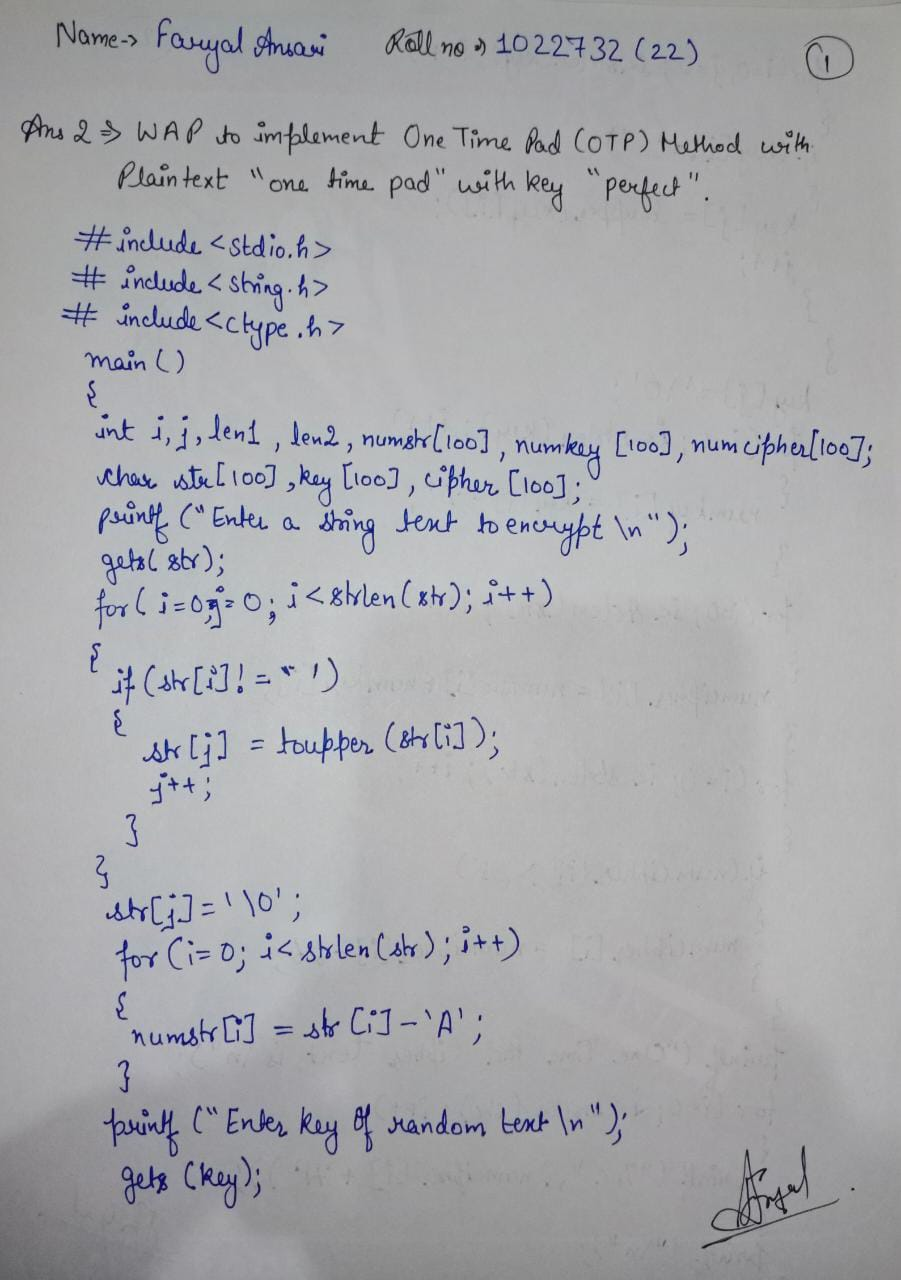 Name-> Faryal Ansari Roll no -> 1022732 (22) 1
Ans 2 => WAP to implement One Time Pad (OTP) Method with
Plaintext "one time pad" with key "perfect".
# include <stdio.h>
# include <string.h>
# include <ctype.h>
main ()
{
int i, j, len1, len2, numstr[100], numkey [100], numcipher[100];
char str[100], key [100], cipher [100];
printf ("Enter a string text to encrypt \n");
gets( str);
for( i=0,j=0; i<strlen(str); i++)
{
if (str[i]! = ' ')
{
str [j] = toupper (str[i]);
j++;
}
}
str[j] = '\0';
for (i=0; i< strlen(str); i++)
{
numstr[i] = str [i] - 'A';
}
printf ("Enter key of random text \n");
gets (key);